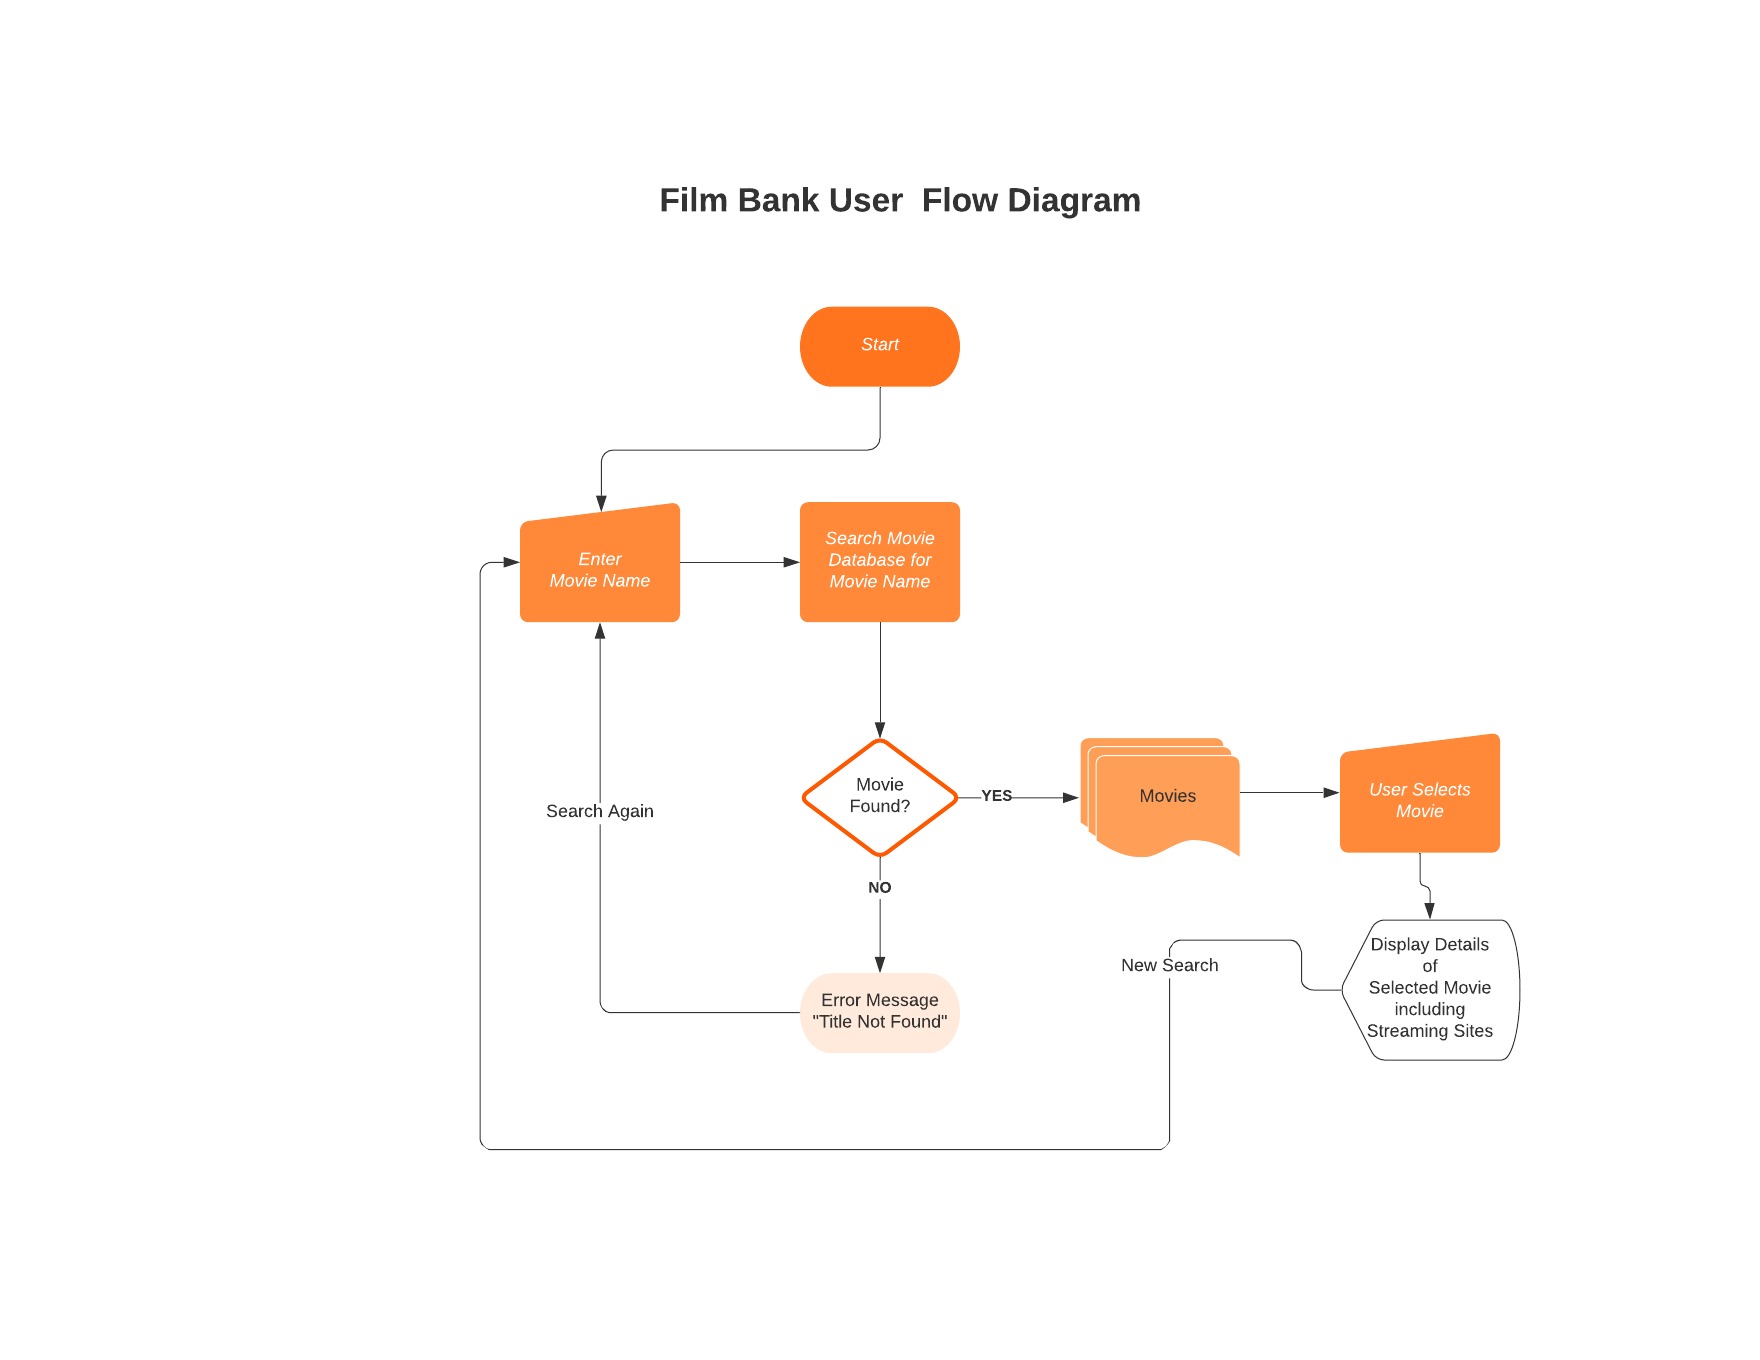 Film Bank User  Flow Diagram
Start
Enter
Movie Name
Search Movie
Database for
Movie Name
Movie
Found?
YES
Movies
User Selects
Movie
Search Again
NO
Error Message
"Title Not Found"
New Search
Display Details
of
Selected Movie
including
Streaming Sites